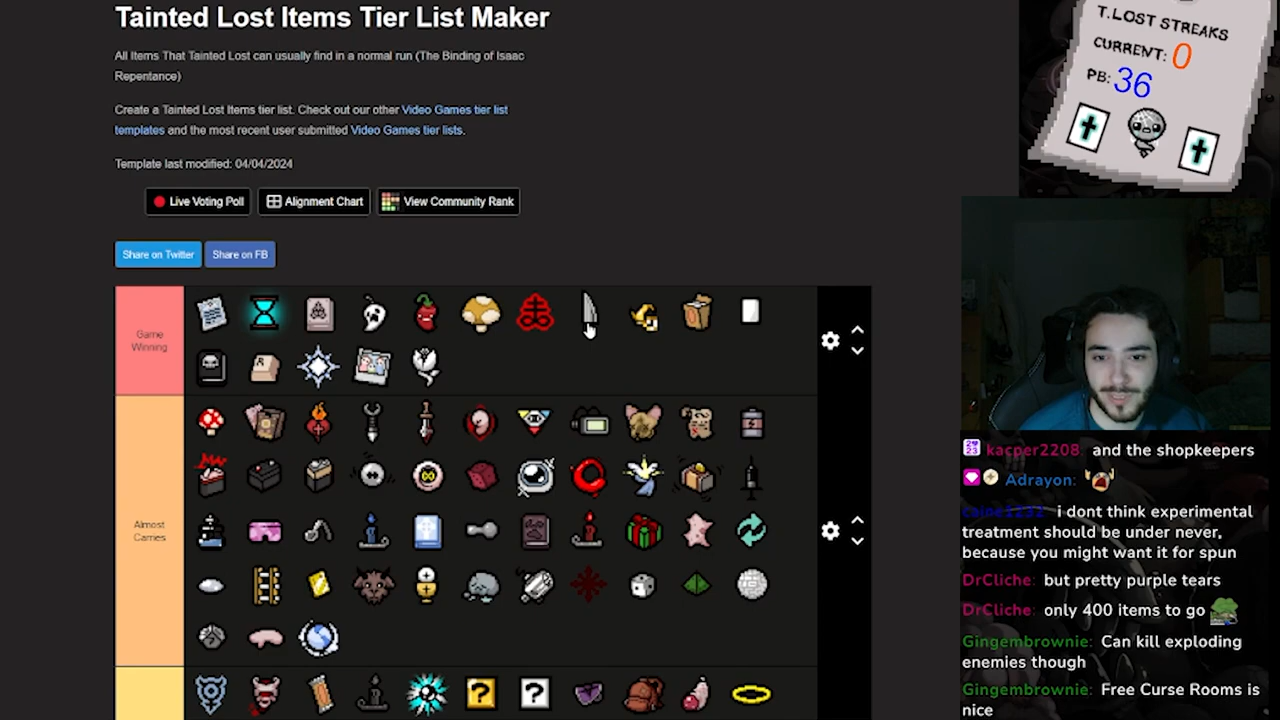 Tainted Lost Items Tier List Maker
All Items That Tainted Lost can usually find in a normal run (The Binding of Isaac
Repentance)
Create a Tainted Lost Items tier list. Check out our other Video Games tier list
templates and the most recent user submitted Video Games tier lists.
Template last modified: 04/04/2024
Live Voting Poll
Alignment Chart
View Community Rank
Share on Twitter
Share on FB
Game
Winning
Almost
Carries
T.LOST STREAKS
CURRENT: 0
PB: 36
kacper2208: and the shopkeepers
Adrayon:
i dont think experimental
treatment should be under never,
because you might want it for spun
DrCliche: but pretty purple tears
DrCliche: only 400 items to go
Gingembrownie: Can kill exploding
enemies though
Gingembrownie: Free Curse Rooms is
nice